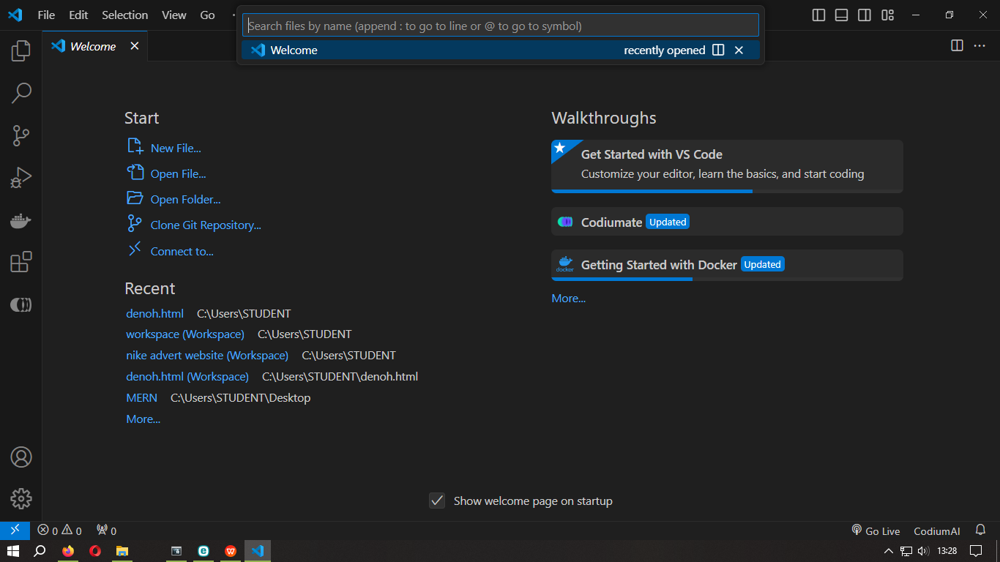 File Edit Selection View Go
Search files by name (append : to go to line or @ to go to symbol)
Welcome recently opened
Welcome
Start
New File...
Open File...
Open Folder...
Clone Git Repository...
Connect to...
Recent
denoh.html C:\Users\STUDENT
workspace (Workspace) C:\Users\STUDENT
nike advert website (Workspace) C:\Users\STUDENT
denoh.html (Workspace) C:\Users\STUDENT\denoh.html
MERN C:\Users\STUDENT\Desktop
More...
Walkthroughs
Get Started with VS Code
Customize your editor, learn the basics, and start coding
Codiumate Updated
docker
Getting Started with Docker Updated
More...
Show welcome page on startup
0 0 0 Go Live CodiumAI
13:28